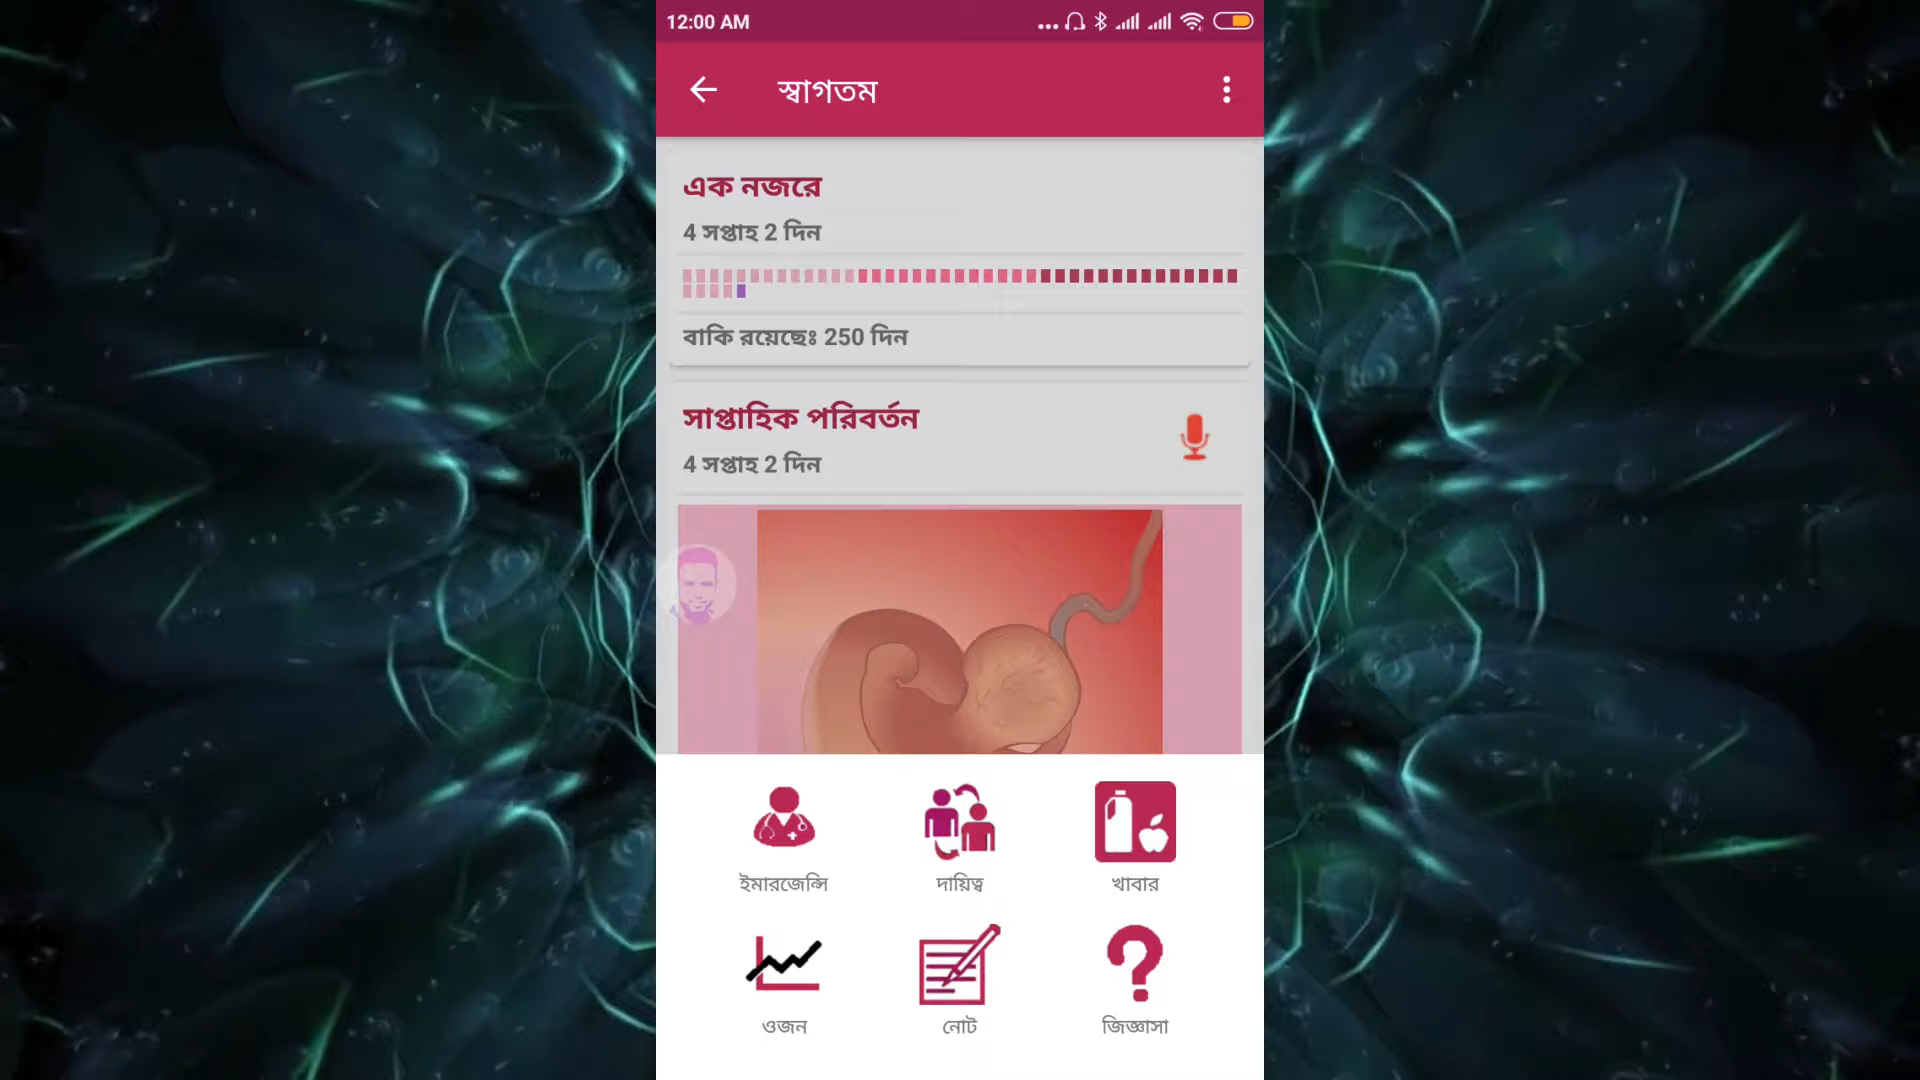 12:00 AM
স্বাগতম
এক নজরে
4 সপ্তাহ 2 দিন
বাকি রয়েছেঃ 250 দিন
সাপ্তাহিক পরিবর্তন
4 সপ্তাহ 2 দিন
ইমারজেন্সি
দায়িত্ব
খাবার
ওজন
নোট
জিজ্ঞাসা